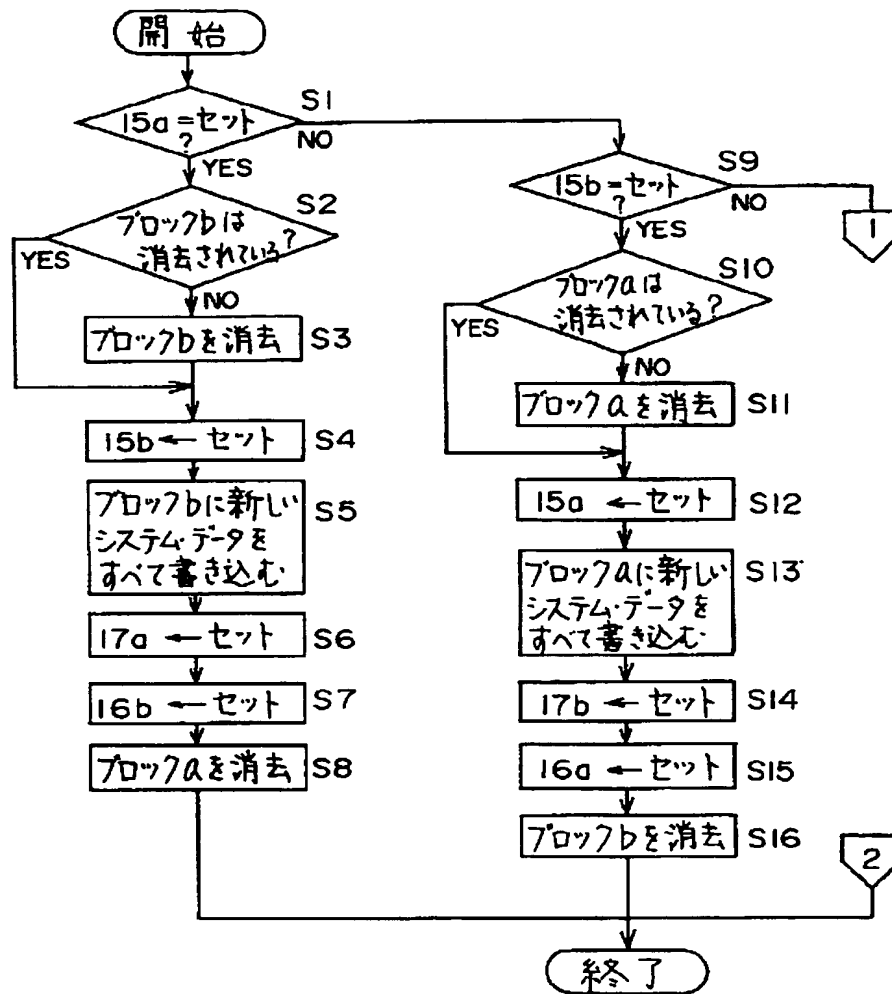 開始
S1
15a=セット
?
NO
YES
S2
ブロックbは
消去されている?
YES
NO
ブロックbを消去
S3
15b←セット
S4
ブロックbに新しい
システム・データを
すべて書き込む
S5
17a←セット
S6
16b←セット
S7
ブロックaを消去
S8
S9
15b=セット
?
NO
YES
1
S10
ブロックaは
消去されている?
YES
NO
ブロックaを消去
S11
15a←セット
S12
ブロックaに新しい
システム・データを
すべて書き込む
S13
17b←セット
S14
16a←セット
S15
ブロックbを消去
S16
2
終了